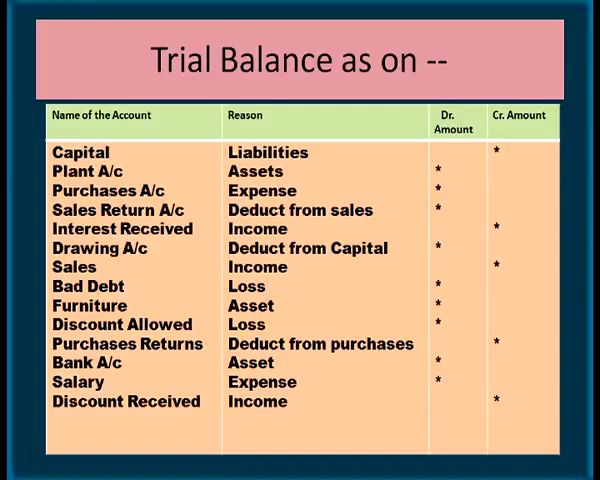 Trial Balance as on --
Name of the Account Reason Dr. Amount Cr. Amount
Capital Liabilities *
Plant A/c Assets *
Purchases A/c Expense *
Sales Return A/c Deduct from sales *
Interest Received Income *
Drawing A/c Deduct from Capital *
Sales Income *
Bad Debt Loss *
Furniture Asset *
Discount Allowed Loss *
Purchases Returns Deduct from purchases *
Bank A/c Asset *
Salary Expense *
Discount Received Income *